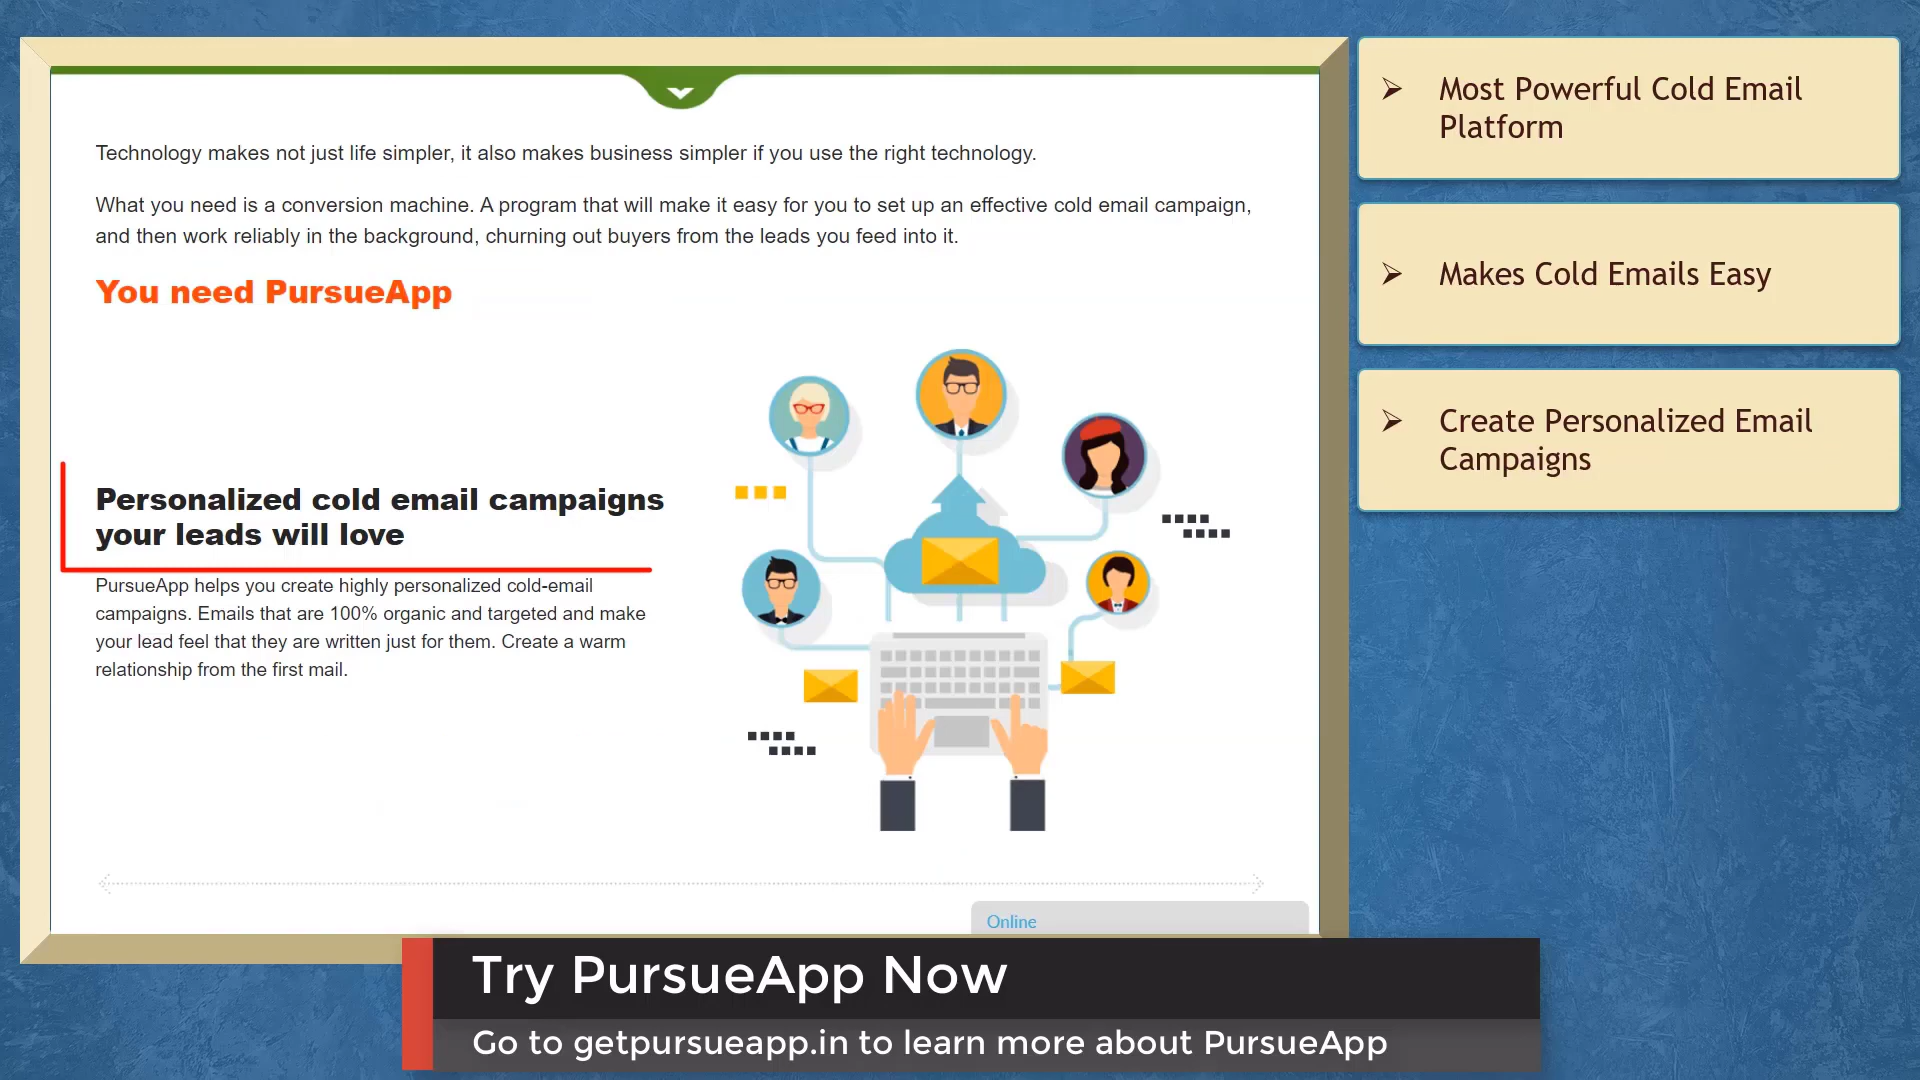 Technology makes not just life simpler, it also makes business simpler if you use the right technology.
What you need is a conversion machine. A program that will make it easy for you to set up an effective cold email campaign,
and then work reliably in the background, churning out buyers from the leads you feed into it.
You need PursueApp
Personalized cold email campaigns
your leads will love
PursueApp helps you create highly personalized cold-email
campaigns. Emails that are 100% organic and targeted and make
your lead feel that they are written just for them. Create a warm
relationship from the first mail.
Online
Most Powerful Cold Email
Platform
Makes Cold Emails Easy
Create Personalized Email
Campaigns
Try PursueApp Now
Go to getpursueapp.in to learn more about PursueApp